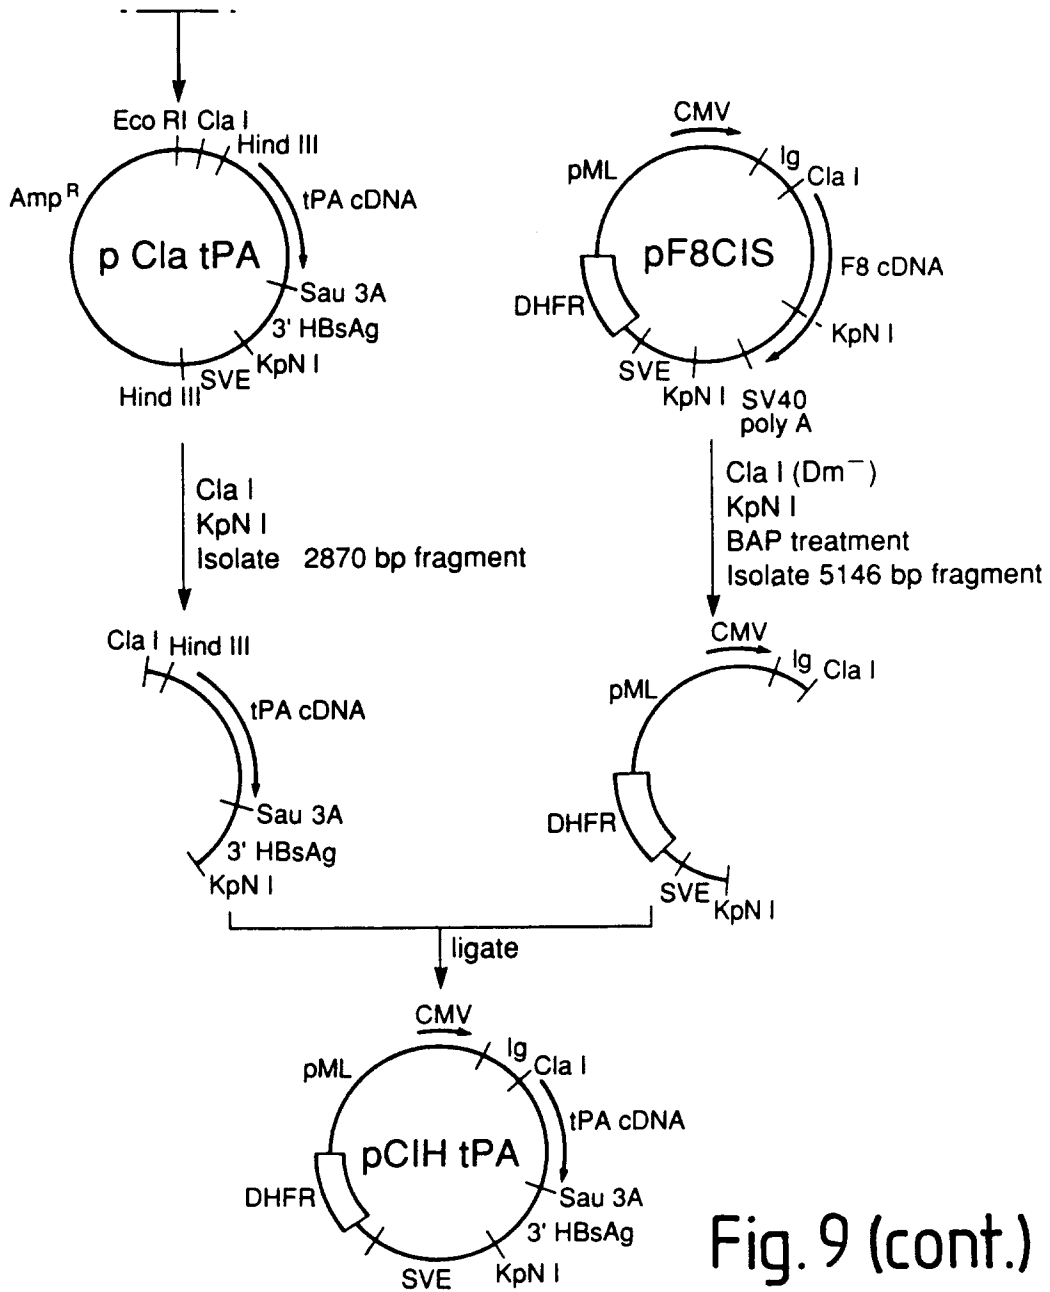 Eco RI Cla I
Hind III
Amp R
tPA cDNA
p Cla tPA
Sau 3A
3' HBsAg
KpN I
SVE
Hind III
CMV
Ig
Cla I
pML
pF8CIS
F8 cDNA
DHFR
KpN I
SVE
KpN I
SV40
poly A
Cla I
KpN I
Isolate 2870 bp fragment
Cla I (Dm⁻)
KpN I
BAP treatment
Isolate 5146 bp fragment
Cla I Hind III
tPA cDNA
Sau 3A
3' HBsAg
KpN I
CMV
Ig
Cla I
pML
DHFR
SVE
KpN I
ligate
CMV
Ig
Cla I
pML
tPA cDNA
pCIH tPA
DHFR
Sau 3A
3' HBsAg
KpN I
SVE
Fig. 9 (cont.)